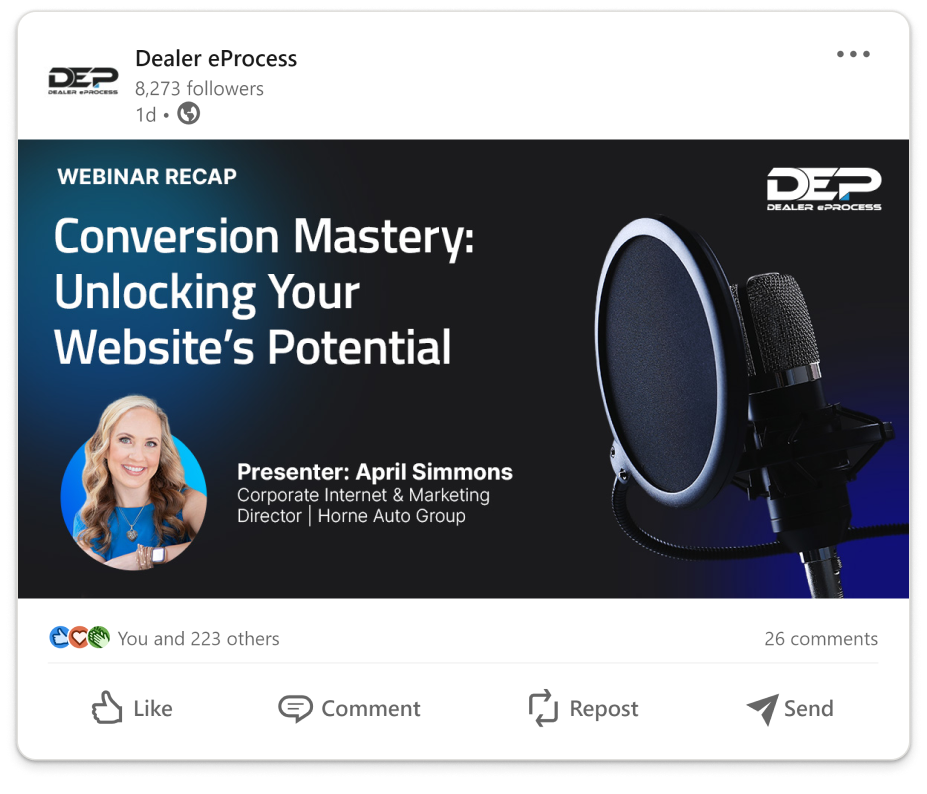 DEP
DEALER ePROCESS
Dealer eProcess
8,273 followers
1d •
WEBINAR RECAP
DEP
DEALER ePROCESS
Conversion Mastery:
Unlocking Your
Website's Potential
Presenter: April Simmons
Corporate Internet & Marketing
Director | Horne Auto Group
You and 223 others
26 comments
Like
Comment
Repost
Send